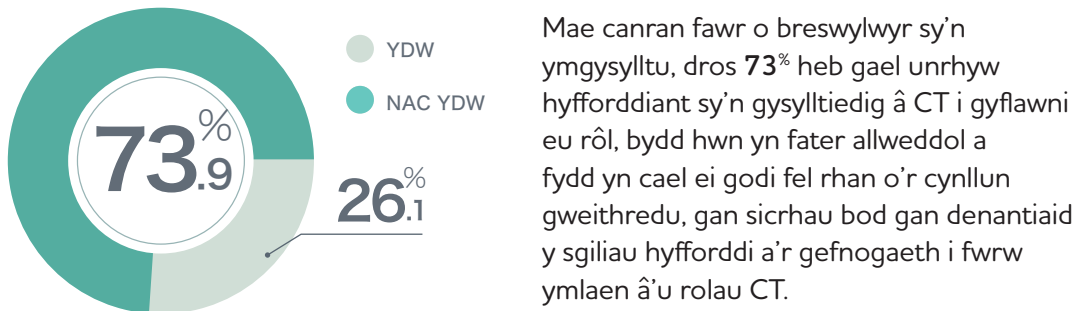 YDW
NAC YDW
73.9%
26.1%
Mae canran fawr o breswylwyr sy'n
ymgysylltu, dros 73% heb gael unrhyw
hyfforddiant sy'n gysylltiedig â CT i gyflawni
eu rôl, bydd hwn yn fater allweddol a
fydd yn cael ei godi fel rhan o'r cynllun
gweithredu, gan sicrhau bod gan denantiaid
y sgiliau hyfforddi a'r gefnogaeth i fwrw
ymlaen â'u rolau CT.